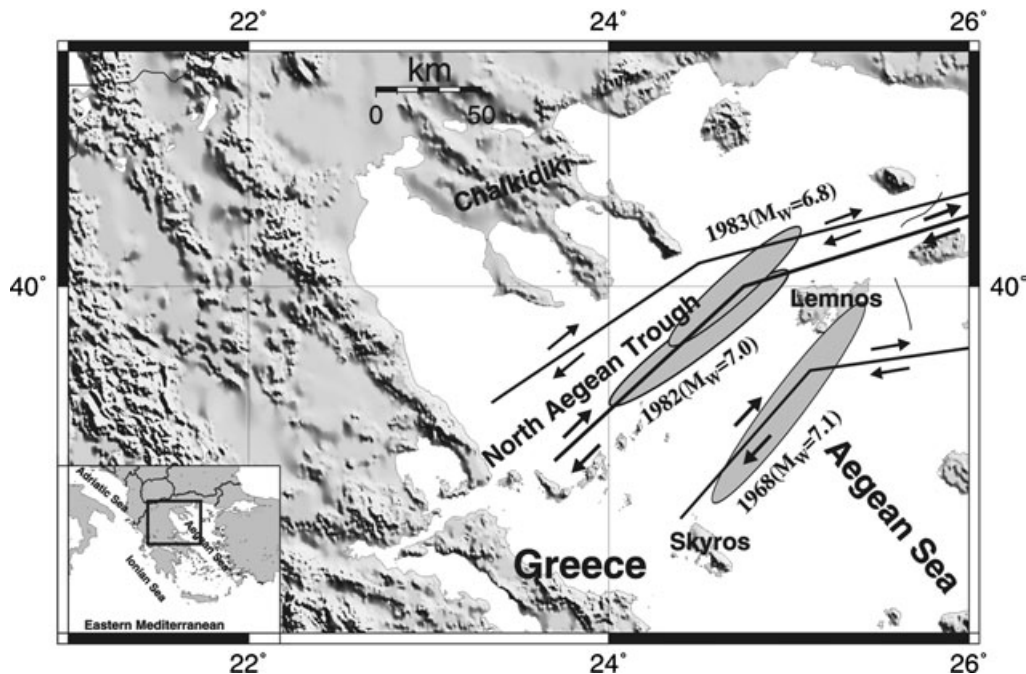 22°
24°
26°
km
0
50
Chalkidiki
1983(Mw=6.8)
40°
40°
Lemnos
North Aegean Trough
1982(Mw=7.0)
1968(Mw=7.1)
Aegean Sea
Skyros
Greece
Adriatic Sea
Aegean Sea
Ionian Sea
Eastern Mediterranean
22°
24°
26°